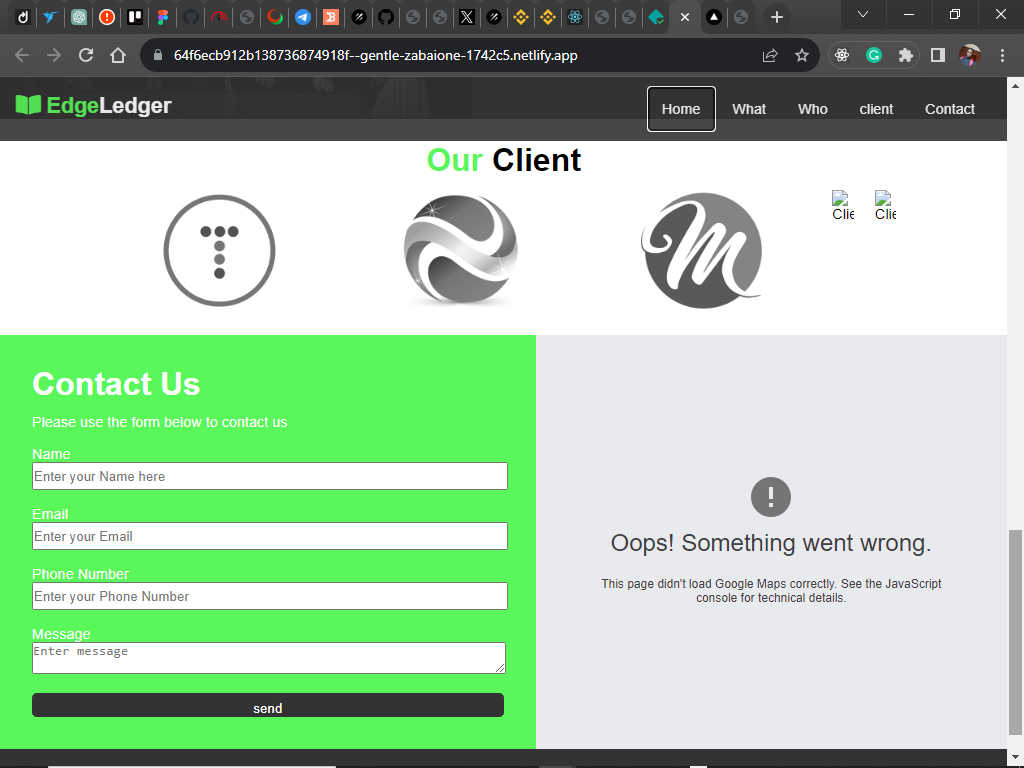 64f6ecb912b138736874918f--gentle-zabaione-1742c5.netlify.app
EdgeLedger
Home What Who client Contact
Our Client
T
M
Clie Clie
Contact Us
Please use the form below to contact us
Name
Enter your Name here
Email
Enter your Email
Phone Number
Enter your Phone Number
Message
Enter message
send
!
Oops! Something went wrong.
This page didn't load Google Maps correctly. See the JavaScript
console for technical details.